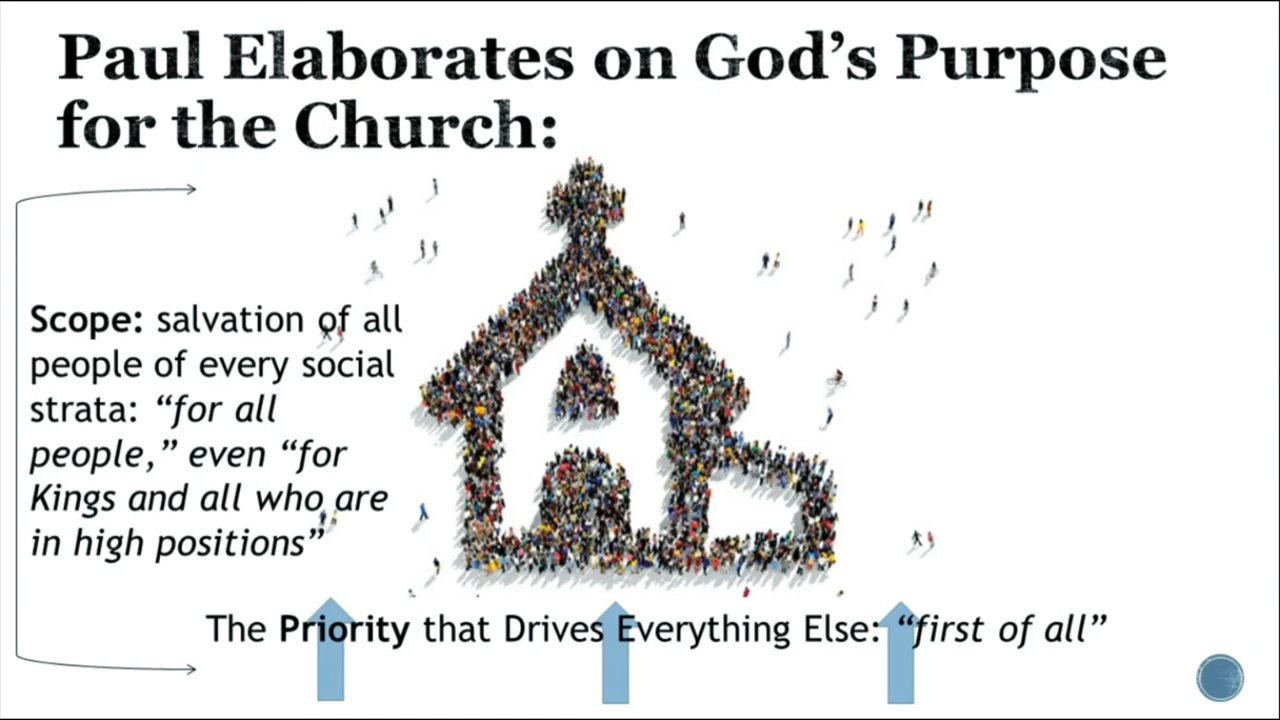 Paul Elaborates on God’s Purpose
for the Church:
Scope: salvation of all
people of every social
strata: “for all
people,” even “for
Kings and all who are
in high positions”
The Priority that Drives Everything Else: “first of all”